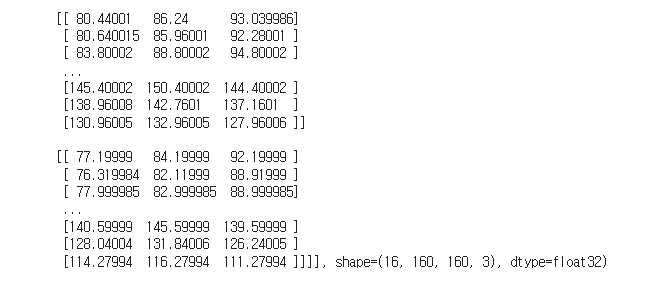 [[ 80.44001   86.24      93.039986]
[ 80.640015  85.96001   92.28001 ]
[ 83.80002   88.80002   94.80002 ]
...
[145.40002  150.40002  144.40002 ]
[138.96008  142.7601   137.1601  ]
[130.96005  132.96005  127.96006 ]]
[[ 77.19999   84.19999   92.19999 ]
[ 76.319984  82.11999   88.91999 ]
[ 77.999985  82.999985  88.999985]
...
[140.59999  145.59999  139.59999 ]
[128.04004  131.84006  126.24005 ]
[114.27994  116.27994  111.27994 ]]]], shape=(16, 160, 160, 3), dtype=float32)